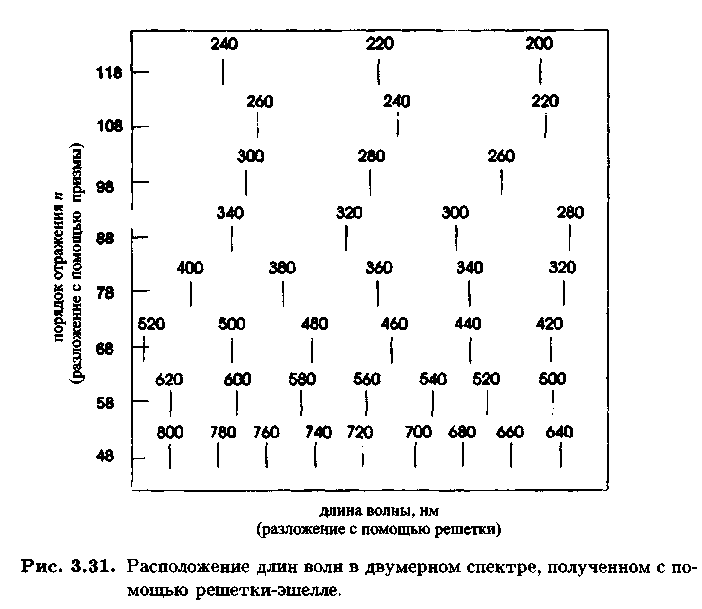 240 220 200
118
260 240 220
108
300 280 260
98
340 320 300 280
88
400 380 360 340 320
78
520 500 480 460 440 420
68
620 600 580 560 540 520 500
58
800 780 760 740 720 700 680 660 640
48
порядок отражения n
(разложение с помощью призмы)
длина волны, нм
(разложение с помощью решетки)
Рис. 3.31. Расположение длин волн в двумерном спектре, полученном с по-
мощью решетки-эшелле.